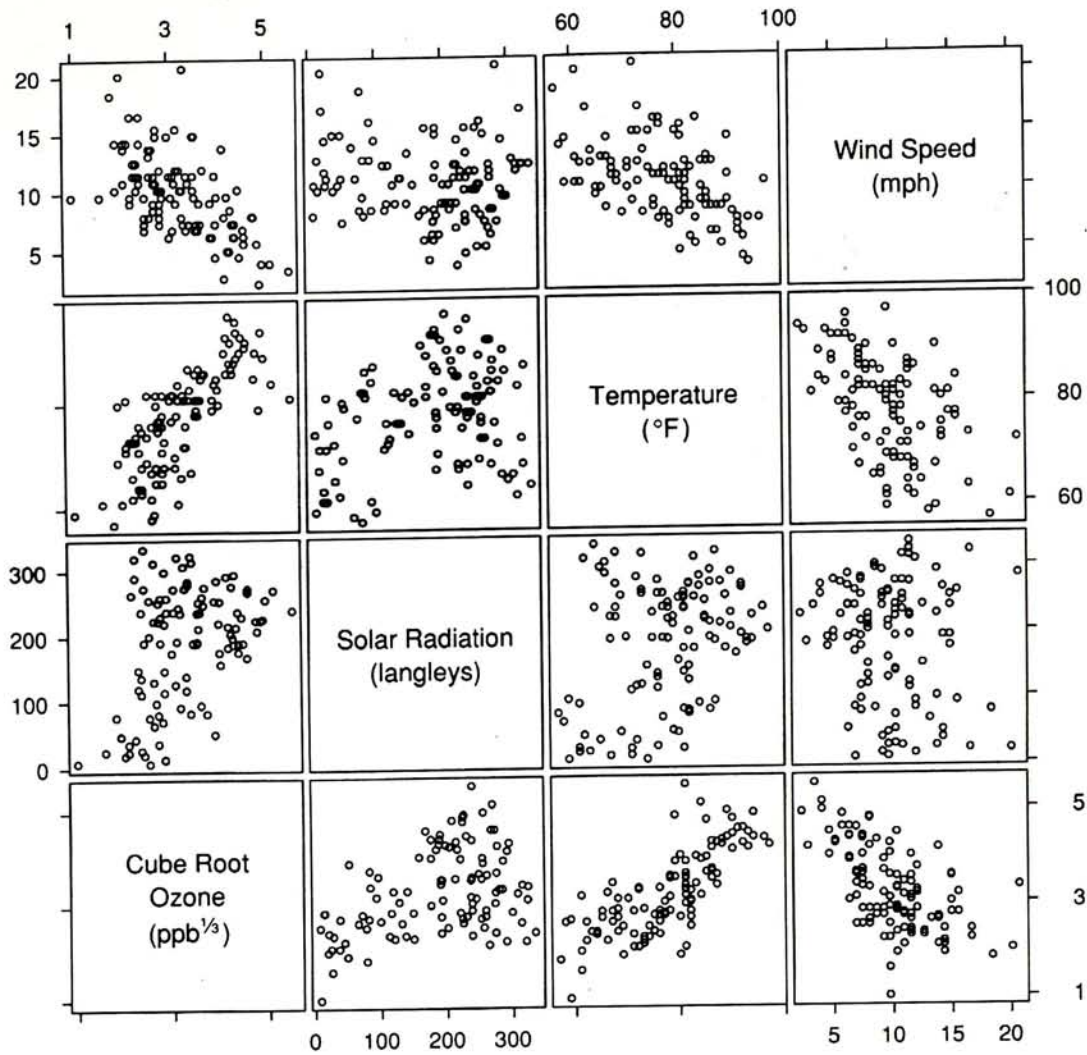 1 3 5 60 80 100
20
15
10
5
Wind Speed
(mph)
100
80
60
Temperature
(°F)
300
200
100
0
Solar Radiation
(langleys)
Cube Root
Ozone
(ppb⅓)
5
3
1
0 100 200 300 5 10 15 20